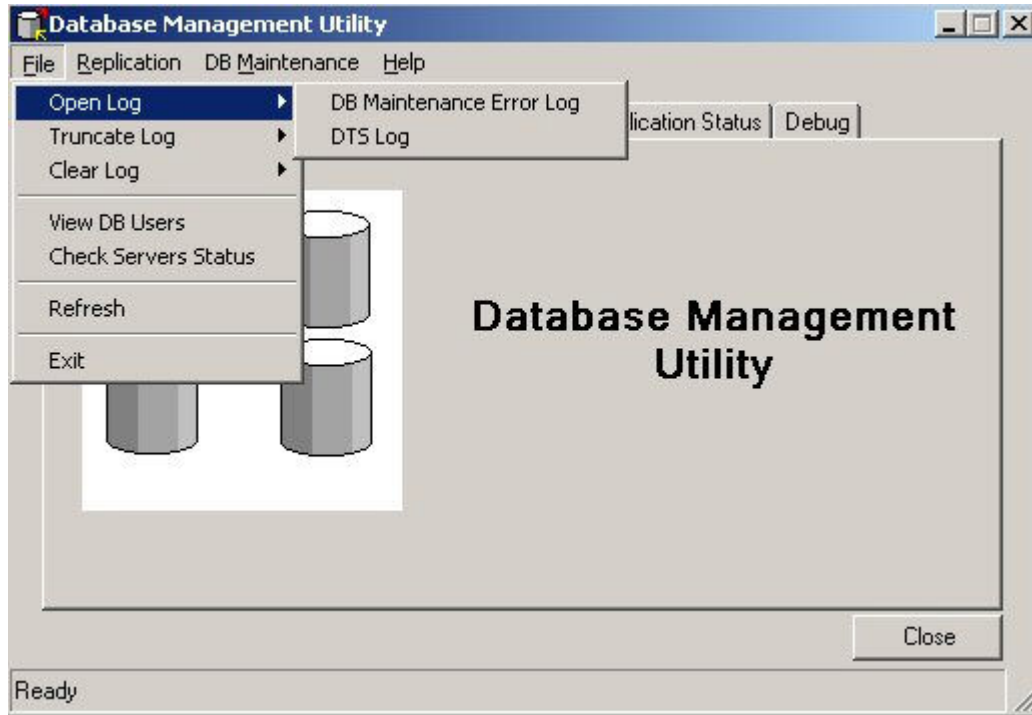 Database Management Utility
File Replication DB Maintenance Help
Open Log
Truncate Log
Clear Log
View DB Users
Check Servers Status
Refresh
Exit
DB Maintenance Error Log
DTS Log
Status Debug
Database Management
Utility
Close
Ready